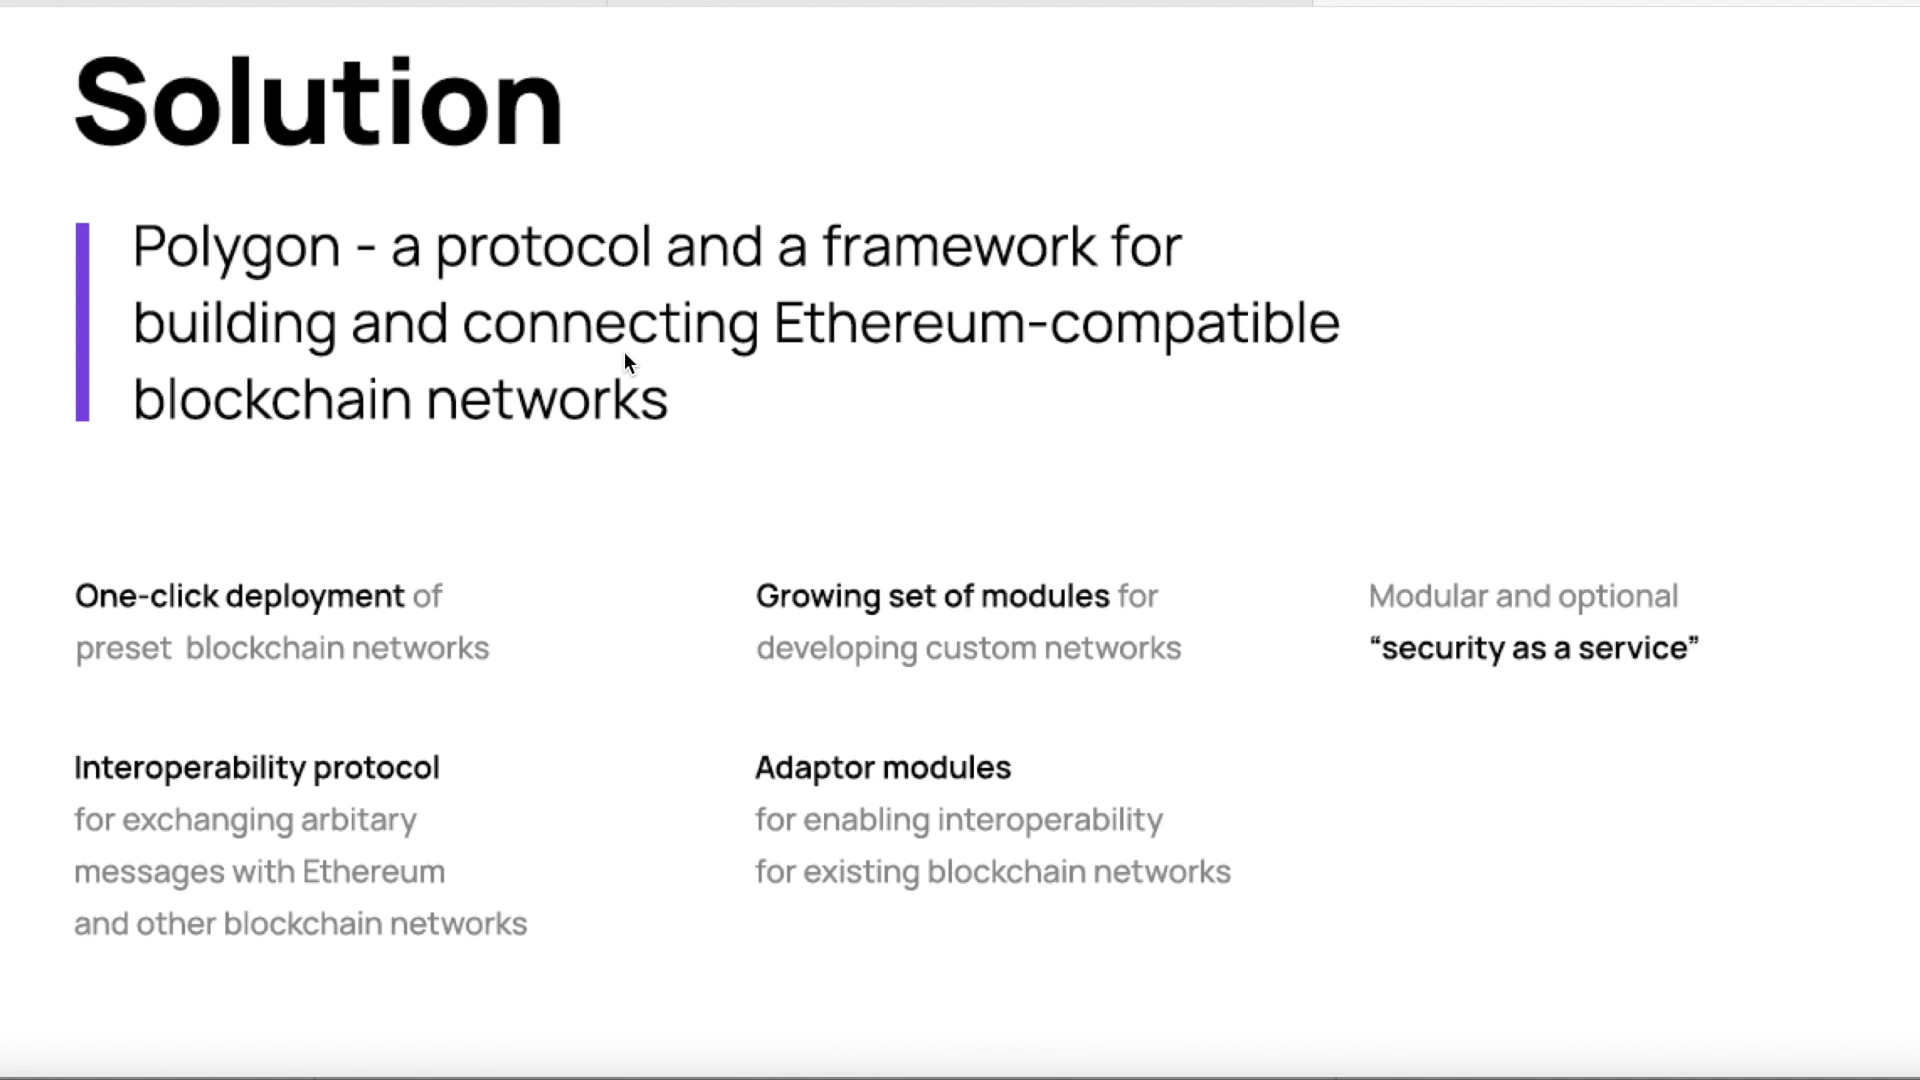 Solution
Polygon - a protocol and a framework for
building and connecting Ethereum-compatible
blockchain networks
One-click deployment of
preset blockchain networks
Growing set of modules for
developing custom networks
Modular and optional
“security as a service”
Interoperability protocol
for exchanging arbitary
messages with Ethereum
and other blockchain networks
Adaptor modules
for enabling interoperability
for existing blockchain networks